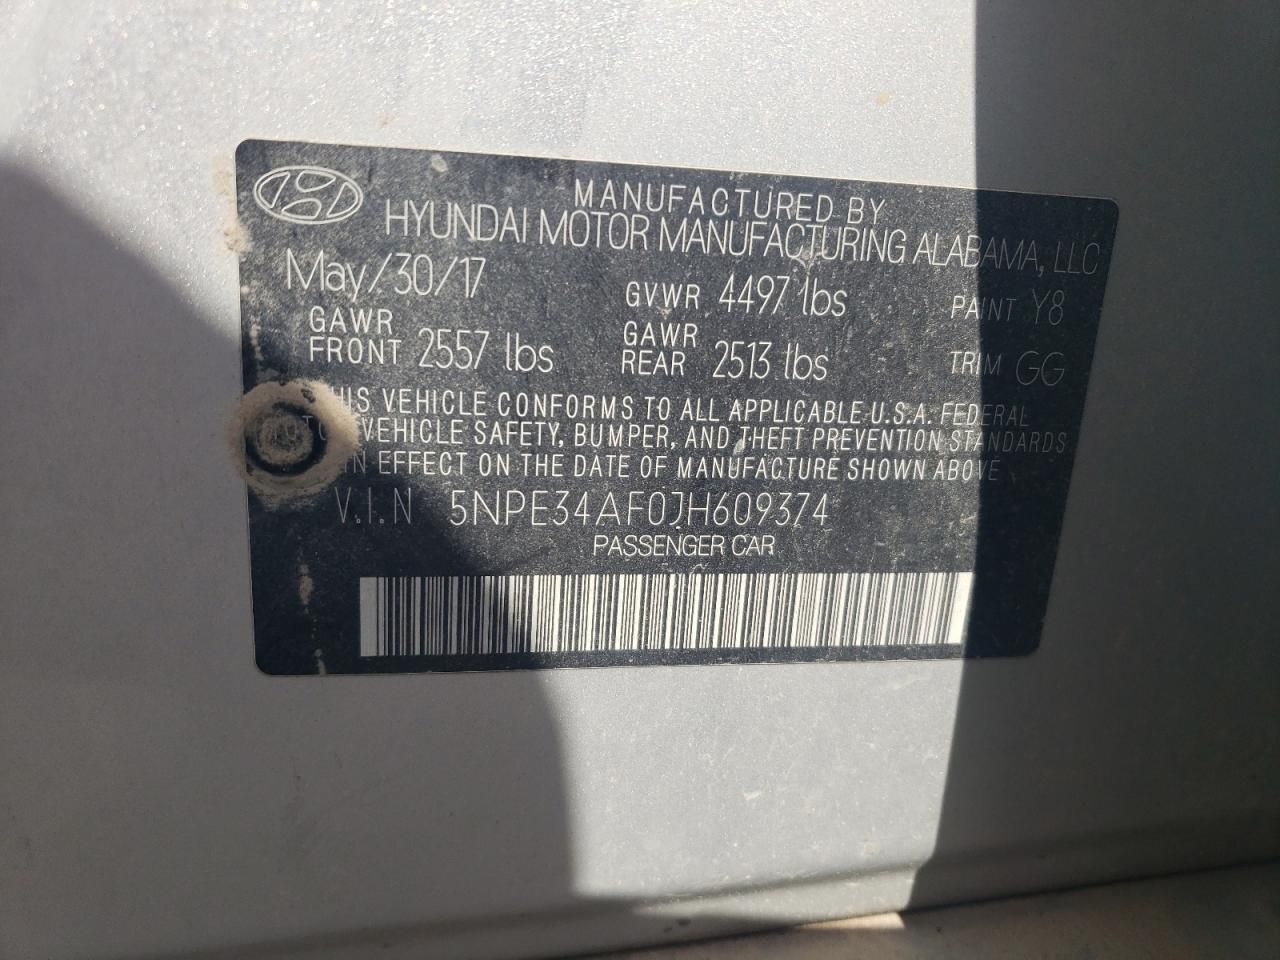 MANUFACTURED BY
HYUNDAI MOTOR MANUFACTURING ALABAMA, LLC
May/30/17 GVWR 4497 lbs PAINT Y8
GAWR FRONT 2557 lbs GAWR REAR 2513 lbs TRIM GG
VEHICLE CONFORMS TO ALL APPLICABLE U.S.A. FEDERAL
VEHICLE SAFETY, BUMPER, AND THEFT PREVENTION STANDARDS
IN EFFECT ON THE DATE OF MANUFACTURE SHOWN ABOVE
V.I.N 5NPE34AF0JH609374
PASSENGER CAR